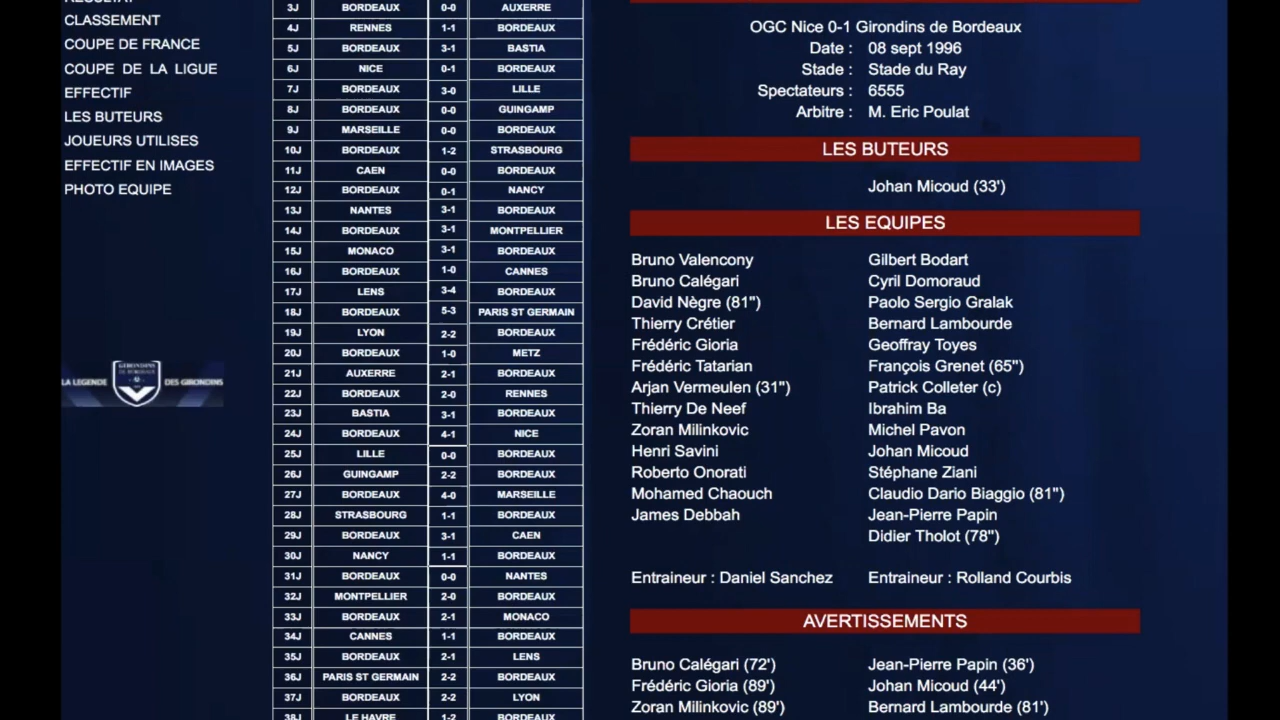 RESULTAT
CLASSEMENT
COUPE DE FRANCE
COUPE DE LA LIGUE
EFFECTIF
LES BUTEURS
JOUEURS UTILISES
EFFECTIF EN IMAGES
PHOTO EQUIPE
LA LEGENDE GIRONDINS DE BORDEAUX DES GIRONDINS
3J BORDEAUX 0-0 AUXERRE
4J RENNES 1-1 BORDEAUX
5J BORDEAUX 3-1 BASTIA
6J NICE 0-1 BORDEAUX
7J BORDEAUX 3-0 LILLE
8J BORDEAUX 0-0 GUINGAMP
9J MARSEILLE 0-0 BORDEAUX
10J BORDEAUX 1-2 STRASBOURG
11J CAEN 0-0 BORDEAUX
12J BORDEAUX 0-1 NANCY
13J NANTES 3-1 BORDEAUX
14J BORDEAUX 3-1 MONTPELLIER
15J MONACO 3-1 BORDEAUX
16J BORDEAUX 1-0 CANNES
17J LENS 3-4 BORDEAUX
18J BORDEAUX 5-3 PARIS ST GERMAIN
19J LYON 2-2 BORDEAUX
20J BORDEAUX 1-0 METZ
21J AUXERRE 2-1 BORDEAUX
22J BORDEAUX 2-0 RENNES
23J BASTIA 3-1 BORDEAUX
24J BORDEAUX 4-1 NICE
25J LILLE 0-0 BORDEAUX
26J GUINGAMP 2-2 BORDEAUX
27J BORDEAUX 4-0 MARSEILLE
28J STRASBOURG 1-1 BORDEAUX
29J BORDEAUX 3-1 CAEN
30J NANCY 1-1 BORDEAUX
31J BORDEAUX 0-0 NANTES
32J MONTPELLIER 2-0 BORDEAUX
33J BORDEAUX 2-1 MONACO
34J CANNES 1-1 BORDEAUX
35J BORDEAUX 2-1 LENS
36J PARIS ST GERMAIN 2-2 BORDEAUX
37J BORDEAUX 2-2 LYON
38J LE HAVRE 1-2 BORDEAUX
OGC Nice 0-1 Girondins de Bordeaux
Date : 08 sept 1996
Stade : Stade du Ray
Spectateurs : 6555
Arbitre : M. Eric Poulat
LES BUTEURS
Johan Micoud (33')
LES EQUIPES
Bruno Valencony Gilbert Bodart
Bruno Calégari Cyril Domoraud
David Nègre (81") Paolo Sergio Gralak
Thierry Crétier Bernard Lambourde
Frédéric Gioria Geoffray Toyes
Frédéric Tatarian François Grenet (65")
Arjan Vermeulen (31") Patrick Colleter (c)
Thierry De Neef Ibrahim Ba
Zoran Milinkovic Michel Pavon
Henri Savini Johan Micoud
Roberto Onorati Stéphane Ziani
Mohamed Chaouch Claudio Dario Biaggio (81")
James Debbah Jean-Pierre Papin
Didier Tholot (78")
Entraineur : Daniel Sanchez Entraineur : Rolland Courbis
AVERTISSEMENTS
Bruno Calégari (72') Jean-Pierre Papin (36')
Frédéric Gioria (89') Johan Micoud (44')
Zoran Milinkovic (89') Bernard Lambourde (81')